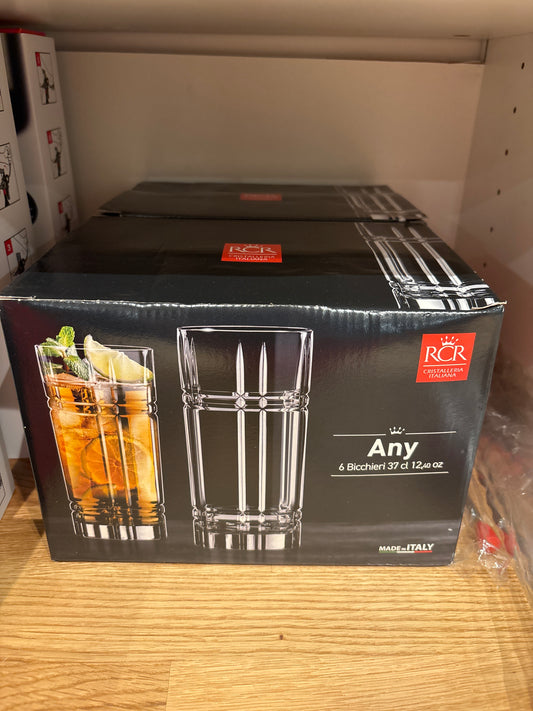 RCR
CRISTALLERIA
ITALIANA
RCR
CRISTALLERIA
ITALIANA
Any
6 Bicchieri 37 cl 12,40 oz
MADE IN ITALY